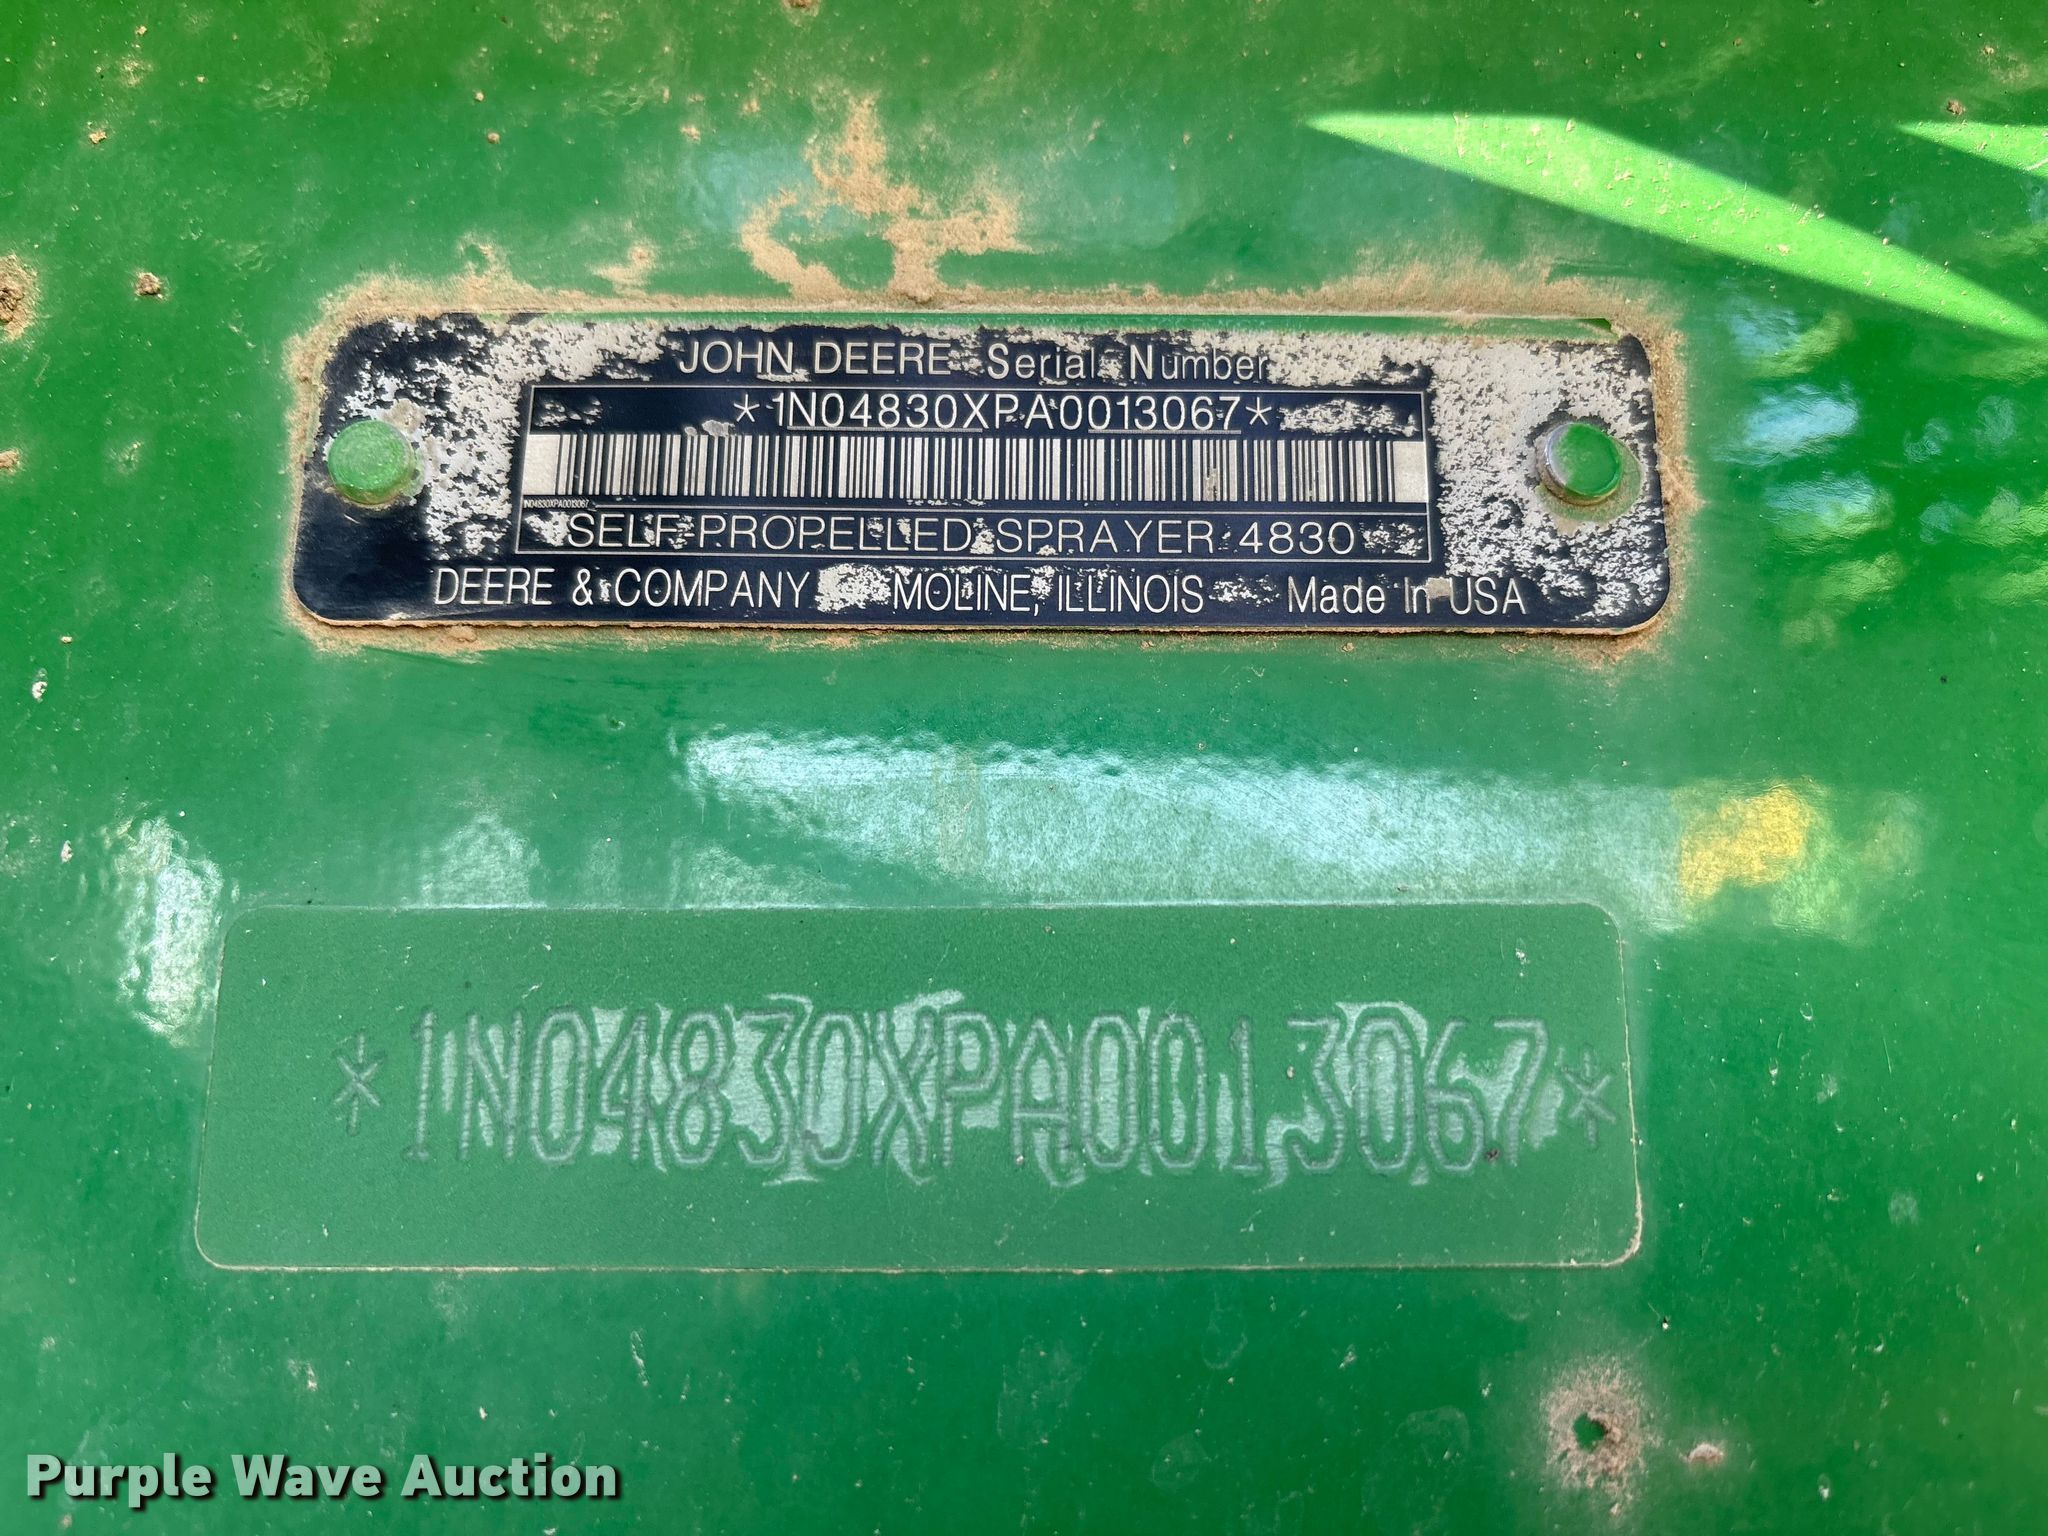 JOHN DEERE Serial Number
*1N04830XPA0013067*
1N04830XPA0013067
SELF-PROPELLED SPRAYER 4830
DEERE & COMPANY MOLINE, ILLINOIS Made In USA
*1N04830XPA0013067*
Purple Wave Auction